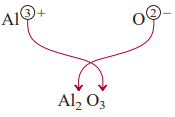 Al³⁺ O²⁻
Al₂ O₃